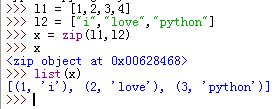 >>> l1 = [1,2,3,4]
>>> l2 = ["i","love","python"]
>>> x = zip(l1,l2)
>>> x
<zip object at 0x00628468>
>>> list(x)
[(1, 'i'), (2, 'love'), (3, 'python')]
>>>